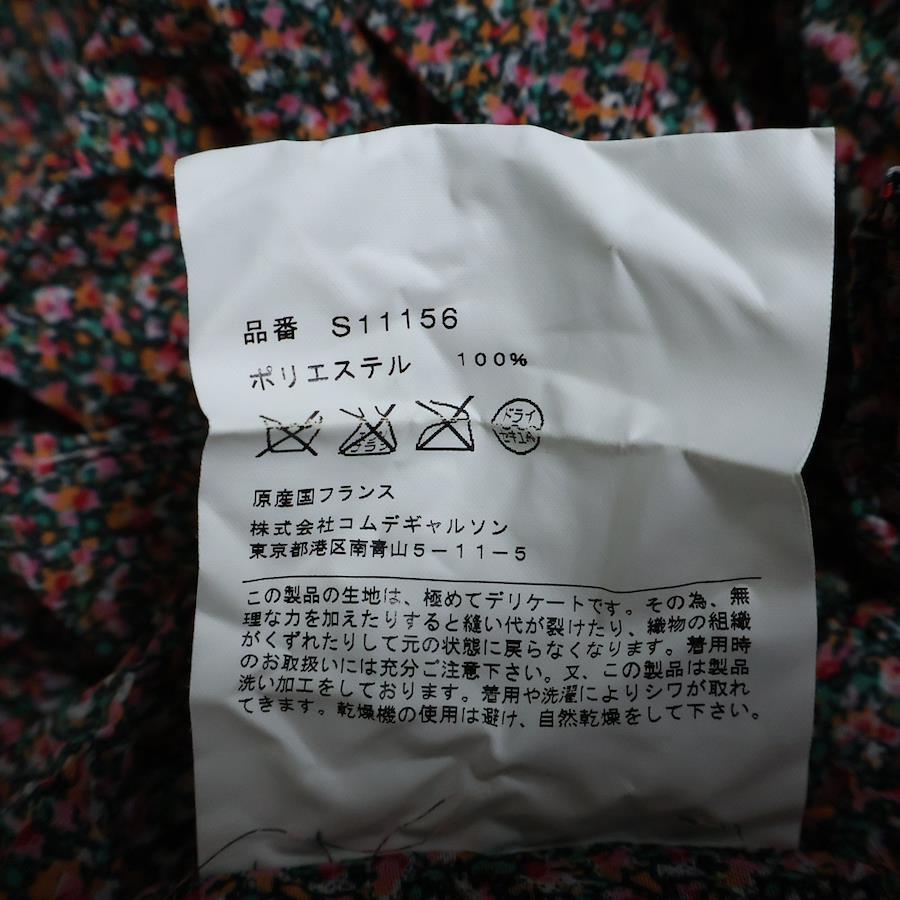 品番 S11156
ポリエステル 100%
エンソ
ドライ
セキユ系
原産国フランス
株式会社コムデギャルソン
東京都港区南青山5-11-5
この製品の生地は、極めてデリケートです。その為、無
理な力を加えたりすると縫い代が裂けたり、織物の組織
がくずれたりして元の状態に戻らなくなります。着用時
のお取扱いには充分ご注意下さい。又、この製品は製品
洗い加工をしております。着用や洗濯によりシワが取れ
てきます。乾燥機の使用は避け、自然乾燥をして下さい。